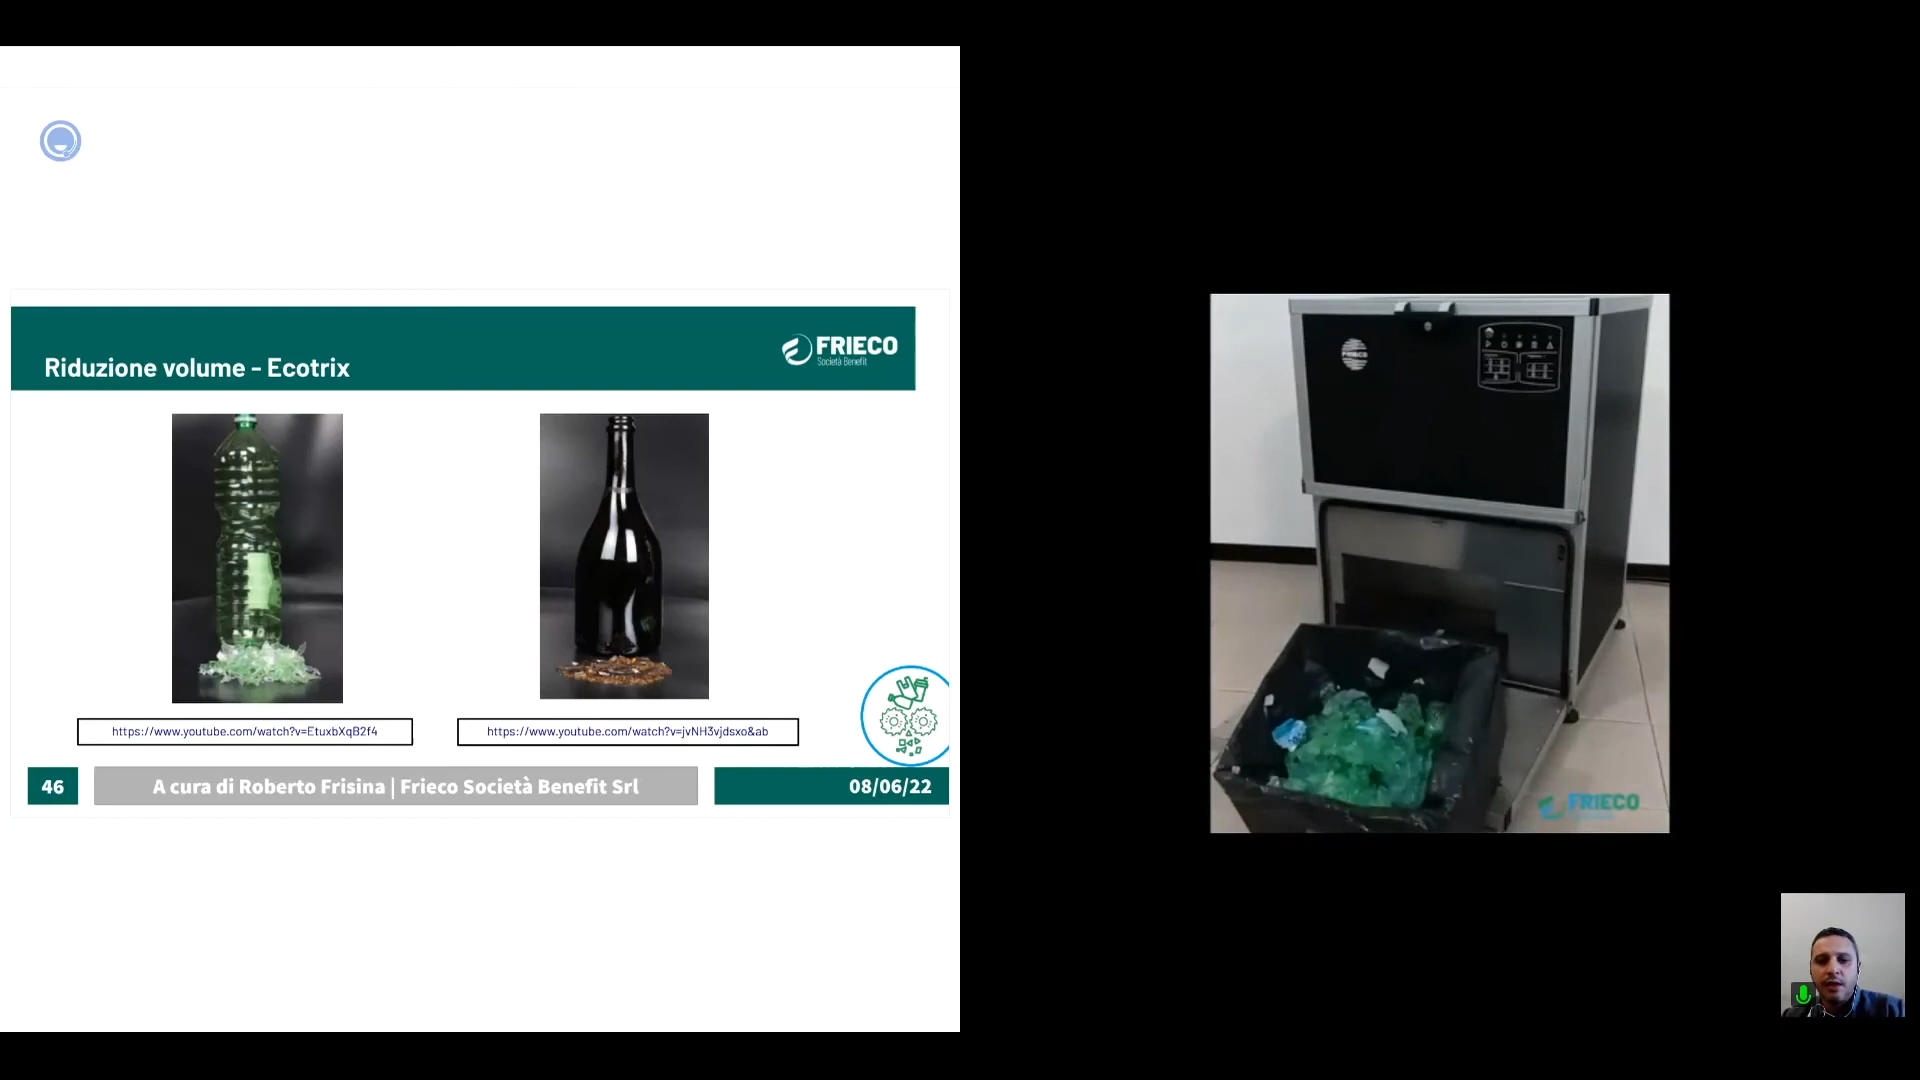 Riduzione volume - Ecotrix
FRIECO
Società Benefit
https://www.youtube.com/watch?v=EtuxbXqB2f4
https://www.youtube.com/watch?v=jvNH3vjdsxo&ab
46
A cura di Roberto Frisina | Frieco Società Benefit Srl
08/06/22
FRIECO
FRIECO